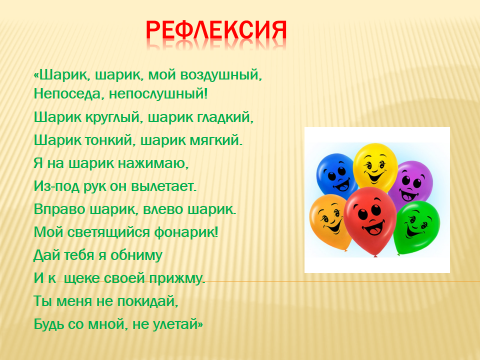 РЕФЛЕКСИЯ
«Шарик, шарик, мой воздушный,
Непоседа, непослушный!
Шарик круглый, шарик гладкий,
Шарик тонкий, шарик мягкий.
Я на шарик нажимаю,
Из-под рук он вылетает.
Вправо шарик, влево шарик.
Мой светящийся фонарик!
Дай тебя я обниму
И к щеке своей прижму.
Ты меня не покидай,
Будь со мной, не улетай»